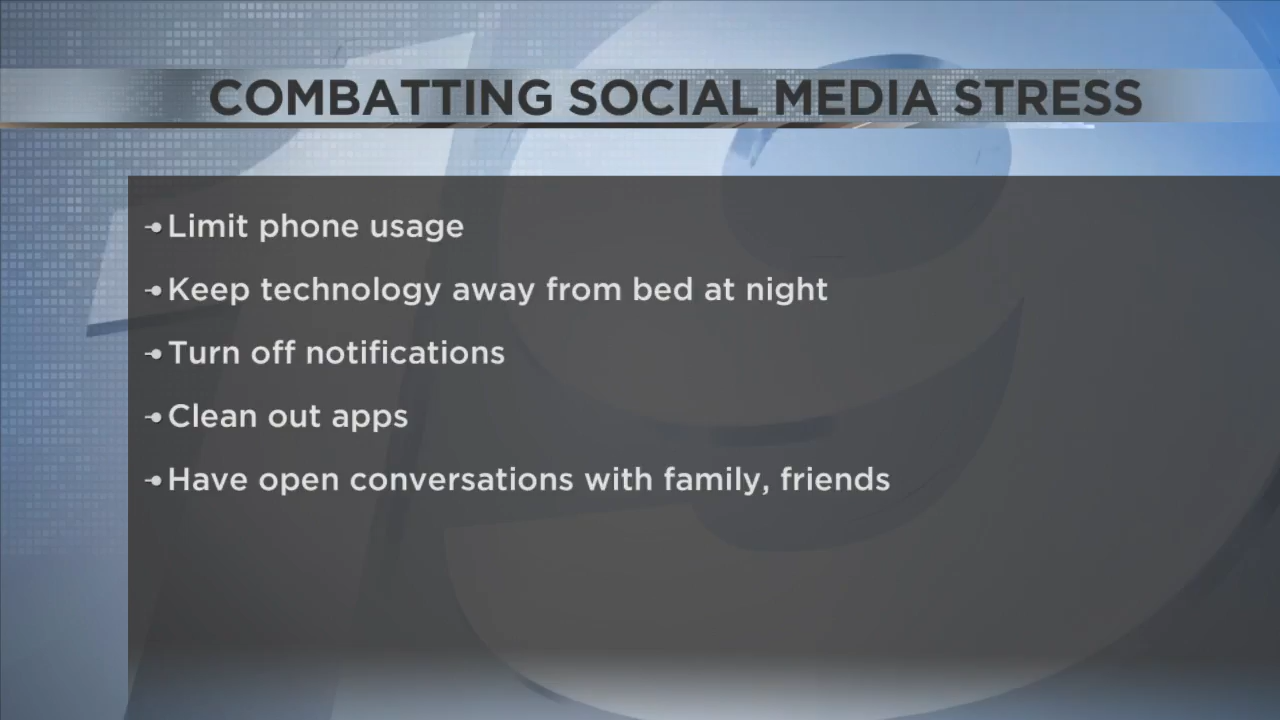 COMBATTING SOCIAL MEDIA STRESS
Limit phone usage
Keep technology away from bed at night
Turn off notifications
Clean out apps
Have open conversations with family, friends